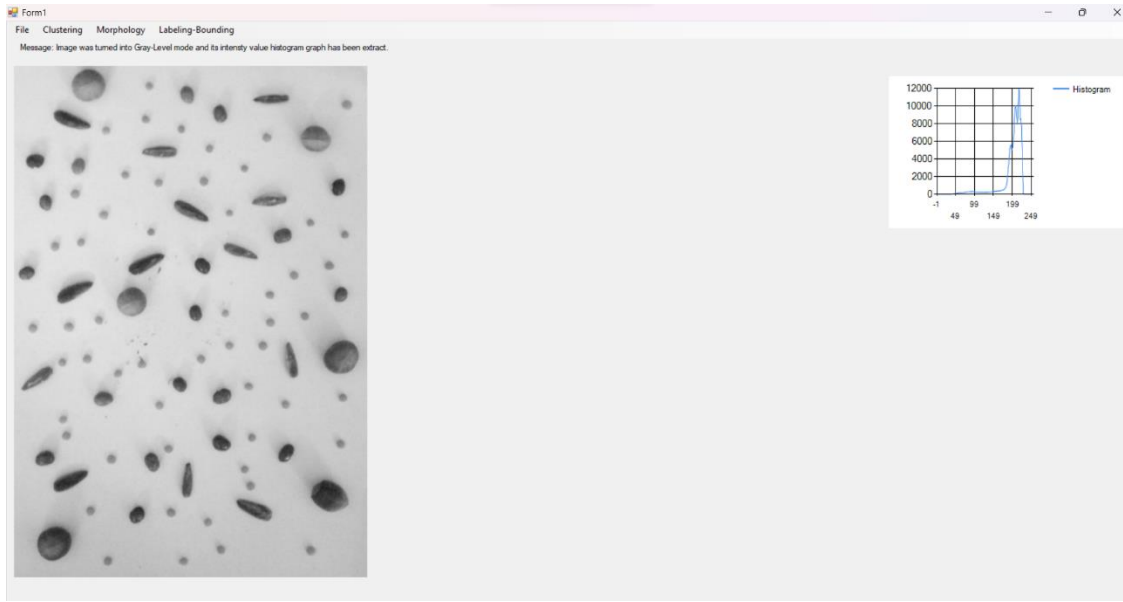 Form1
File Clustering Morphology Labeling-Bounding
Message: Image was turned into Gray-Level mode and its intensty value histogram graph has been extract.
12000
10000
8000
6000
4000
2000
0
-1 99 199
49 149 249
Histogram